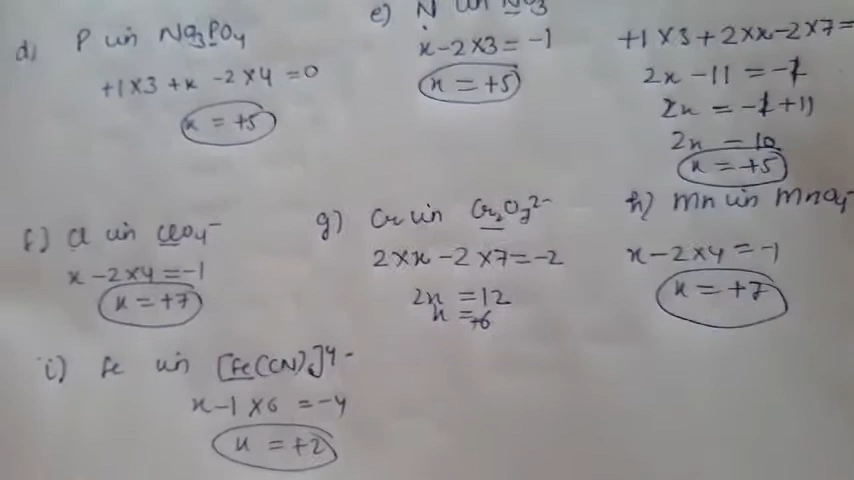 d) P in Na3PO4
+1×3 + x -2×4 = 0
x = +5
e) N in NO3
x-2×3 = -1
x = +5
+1×3+2×x-2×7=
2x - 11 = -1
2x = -1+11
2x = 10
x = +5
f) Cl in ClO4-
x-2×4 = -1
x = +7
g) Cr in Cr2O7 2-
2×x - 2×7 = -2
2x = 12
x = +6
h) Mn in MnO4-
x-2×4 = -1
x = +7
i) Fe in [Fe(CN)6]4-
x-1×6 = -4
x = +2